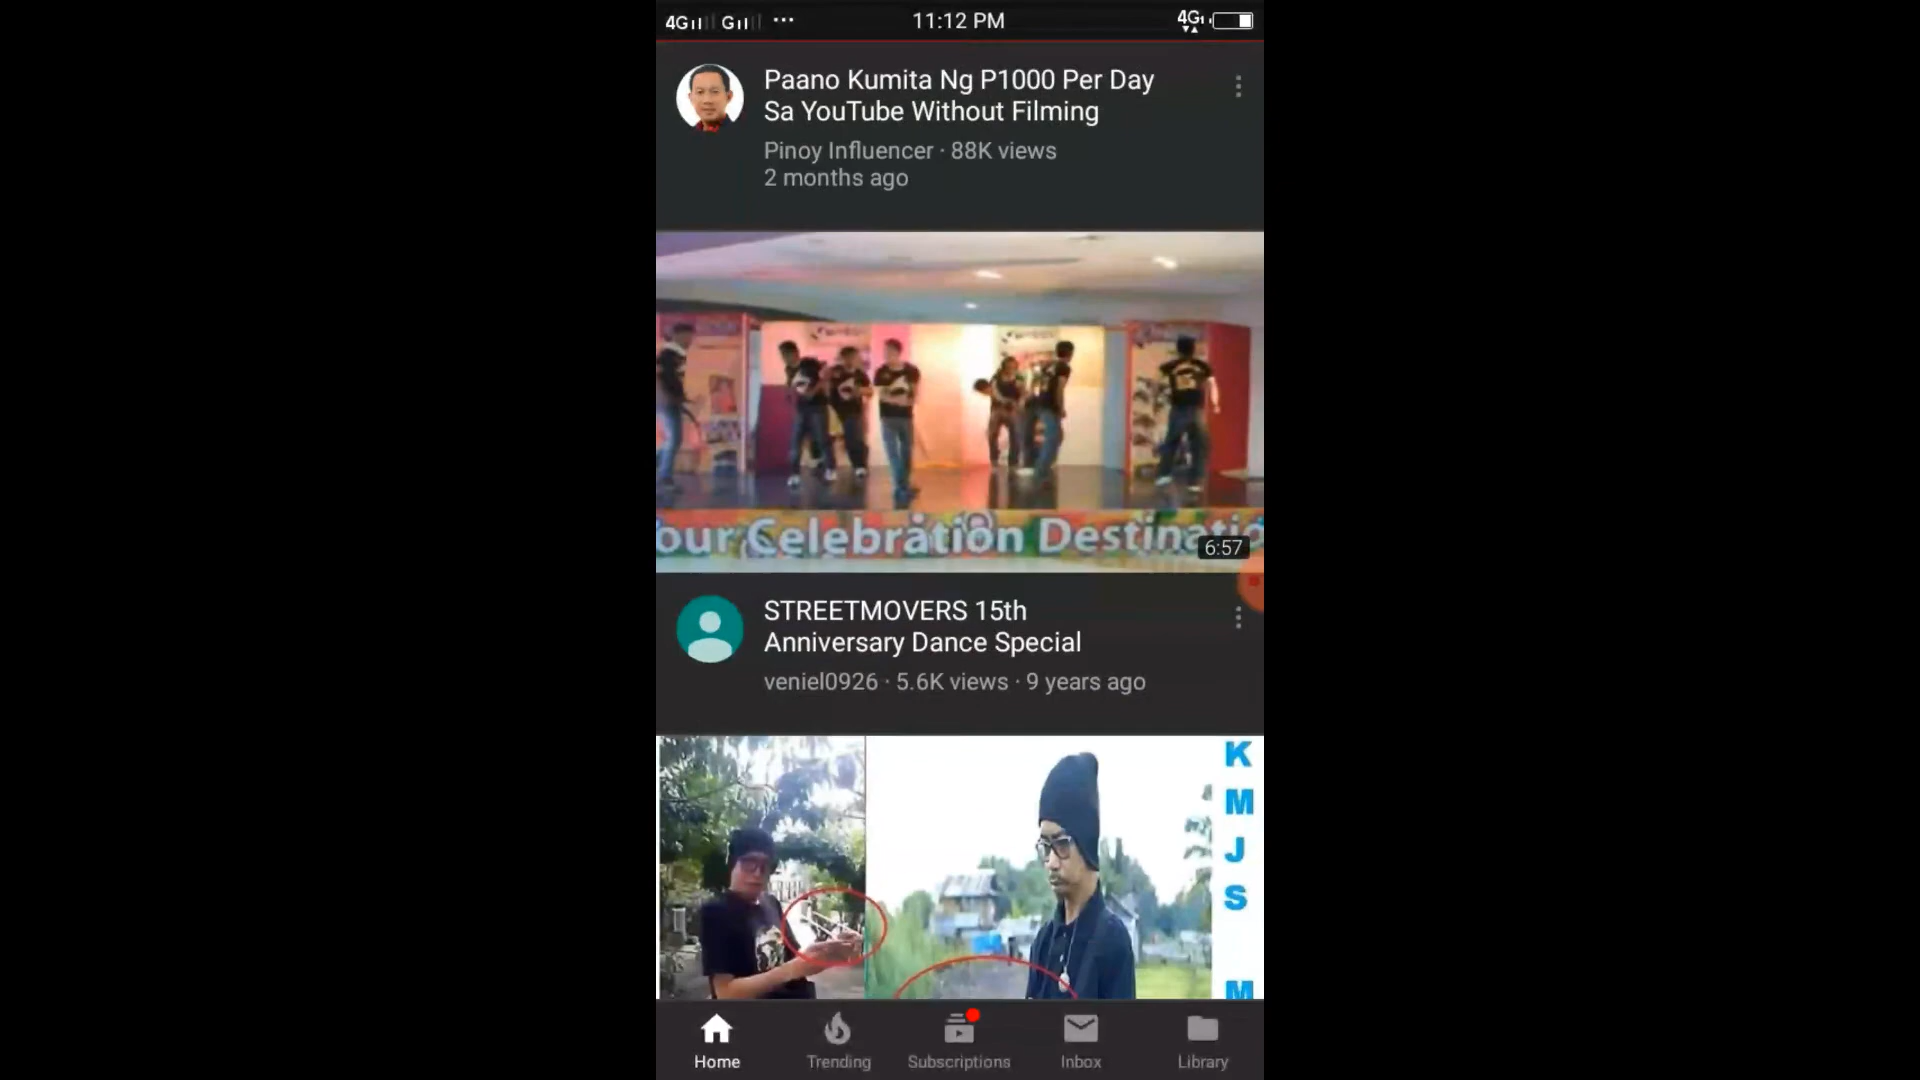 4G G ... 11:12 PM 4G
Paano Kumita Ng P1000 Per Day
Sa YouTube Without Filming
Pinoy Influencer · 88K views
2 months ago
our Celebration Destinatio
6:57
STREETMOVERS 15th
Anniversary Dance Special
veniel0926 · 5.6K views · 9 years ago
K
M
J
S
M
Home Trending Subscriptions Inbox Library